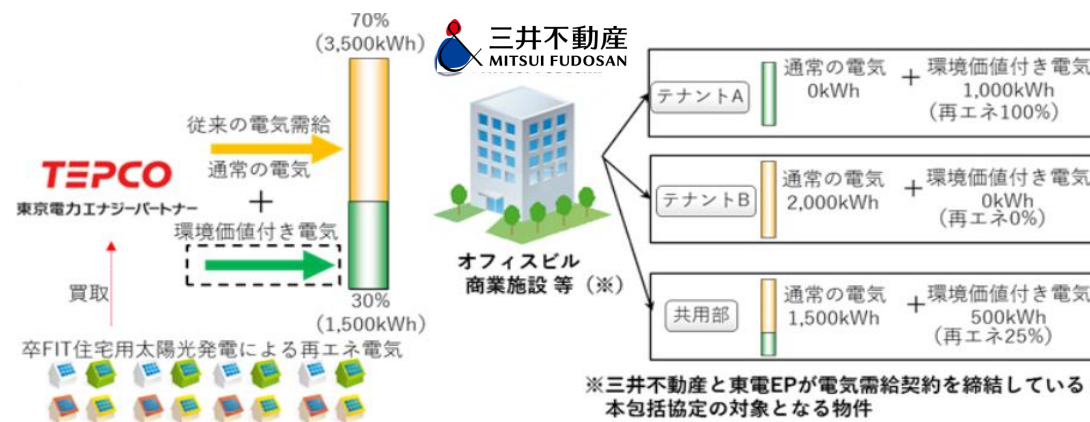 70%
(3,500kWh)
従来の電気需給
通常の電気
+
環境価値付き電気
TEPCO
東京電力エナジーパートナー
買取
30%
(1,500kWh)
卒FIT住宅用太陽光発電による再エネ電気
三井不動産
MITSUI FUDOSAN
オフィスビル
商業施設 等(※)
テナントA
通常の電気
0kWh
+
環境価値付き電気
1,000kWh
(再エネ100%)
テナントB
通常の電気
2,000kWh
+
環境価値付き電気
0kWh
(再エネ0%)
共用部
通常の電気
1,500kWh
+
環境価値付き電気
500kWh
(再エネ25%)
※三井不動産と東電EPが電気需給契約を締結している
本包括協定の対象となる物件